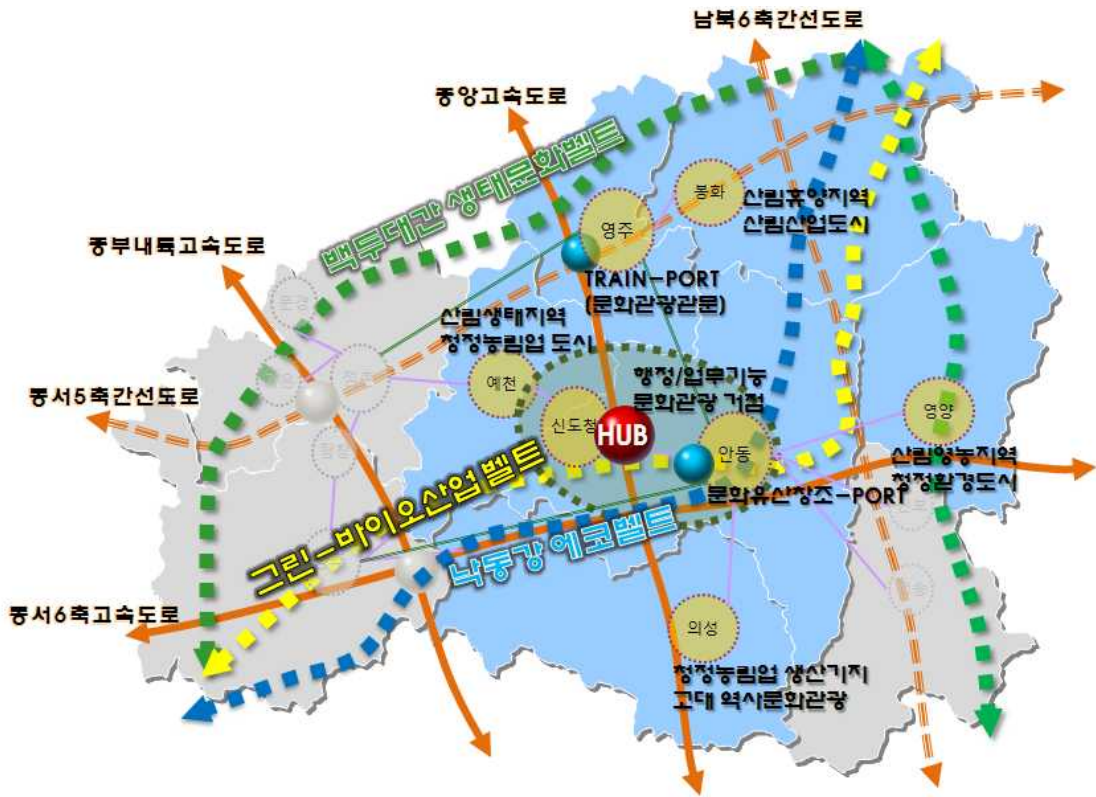 남북6축간선도로
중앙고속도로
백두대간 생태문화벨트
봉화
산림휴양지역
산림산업도시
영주
중부내륙고속도로
TRAIN-PORT
(문화관광관문)
문경
산림생태지역
청정농림업 도시
예천
행정/업무기능
문화관광 거점
동서5축간선도로
신도청
HUB
안동
영양
산림영농지역
청정환경도시
그린-바이오산업벨트
문화유산창조-PORT
낙동강 에코벨트
동서6축고속도로
의성
청정농림업 생산기지
고대 역사문화관광